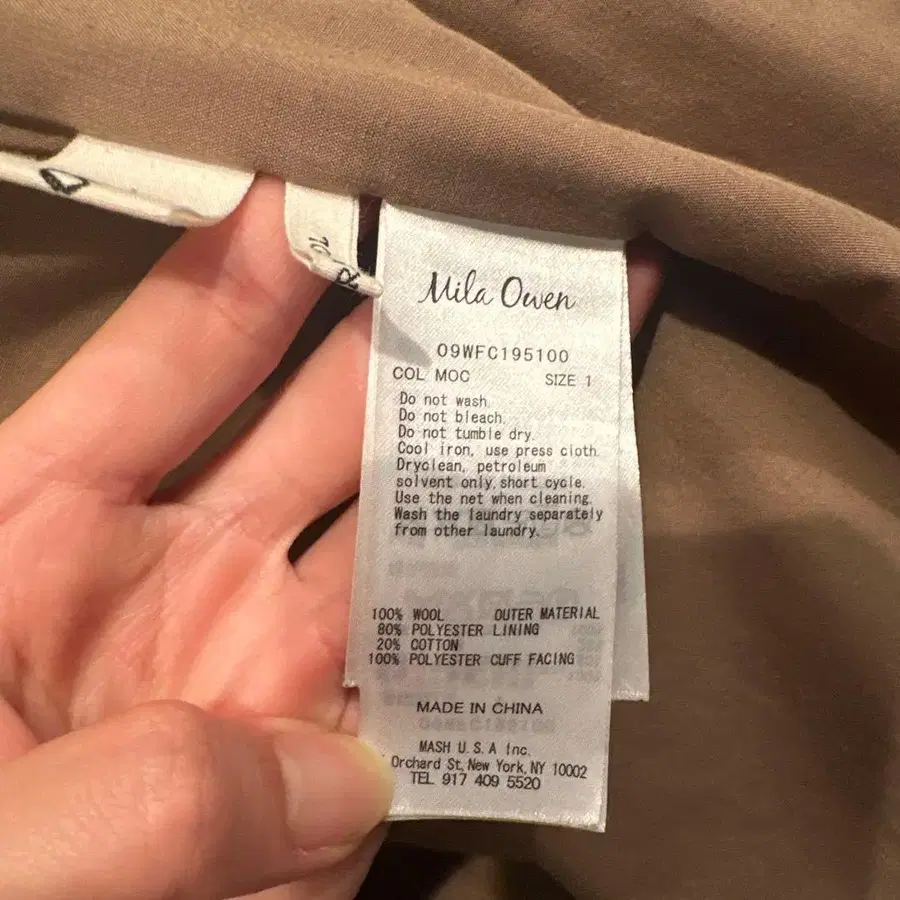 Mila Owen
09WFC195100
COL MOC SIZE 1
Do not wash.
Do not bleach.
Do not tumble dry.
Cool iron, use press cloth.
Dryclean, petroleum
solvent only, short cycle.
Use the net when cleaning.
Wash the laundry separately
from other laundry.
100% WOOL OUTER MATERIAL
80% POLYESTER LINING
20% COTTON
100% POLYESTER CUFF FACING
MADE IN CHINA
MASH U.S.A Inc.
Orchard St, New York, NY 10002
TEL 917 409 5520